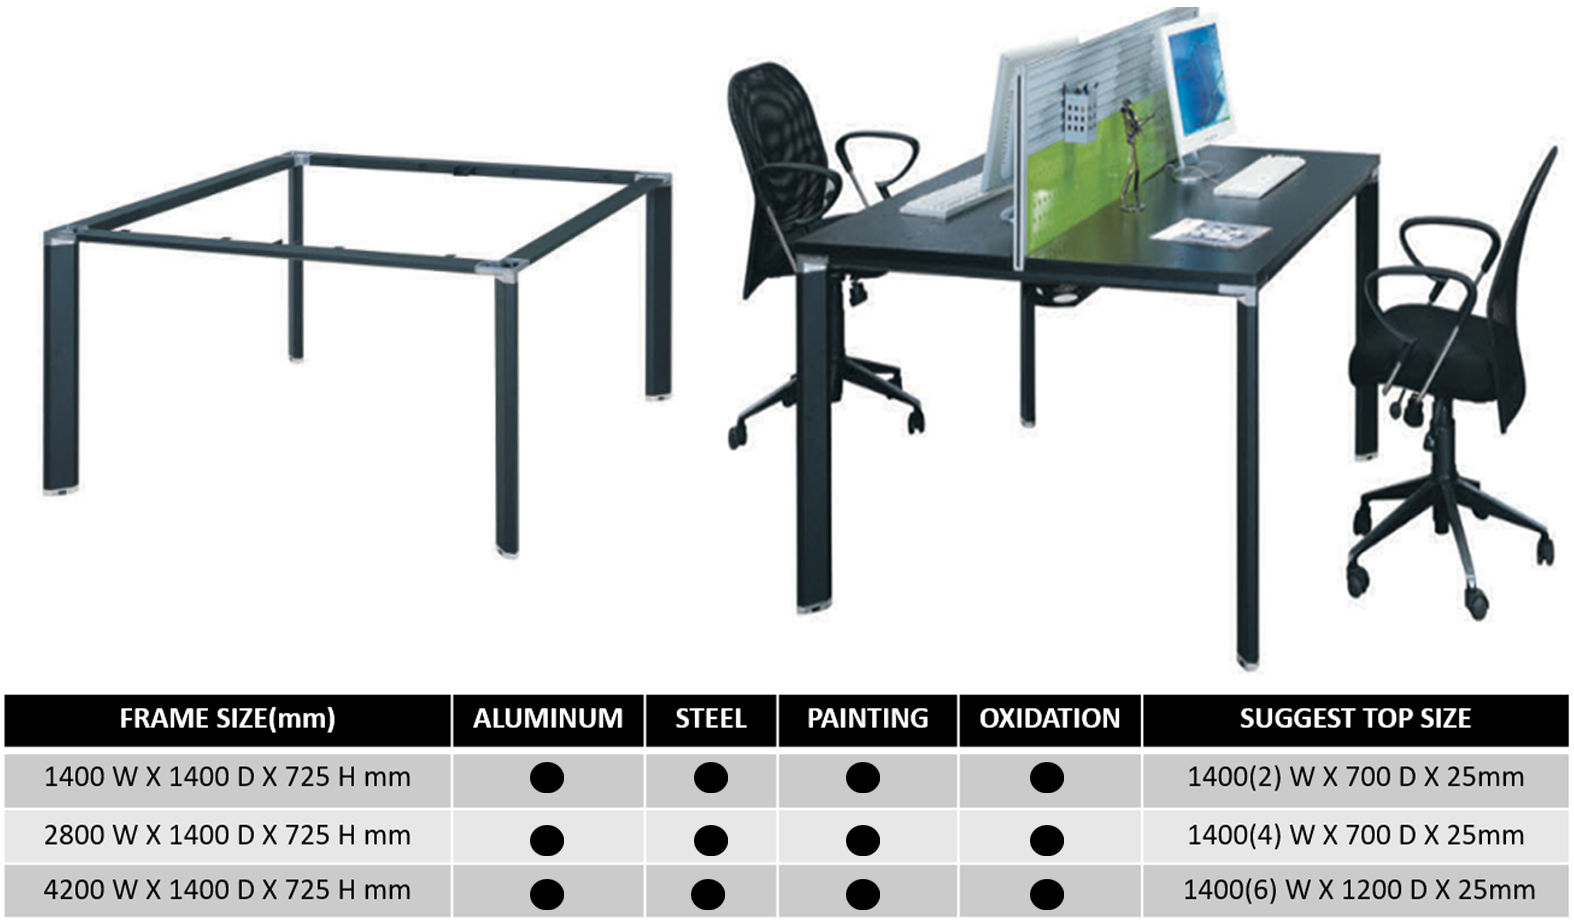 FRAME SIZE(mm) ALUMINUM STEEL PAINTING OXIDATION SUGGEST TOP SIZE
1400 W X 1400 D X 725 H mm ● ● ● ● 1400(2) W X 700 D X 25mm
2800 W X 1400 D X 725 H mm ● ● ● ● 1400(4) W X 700 D X 25mm
4200 W X 1400 D X 725 H mm ● ● ● ● 1400(6) W X 1200 D X 25mm